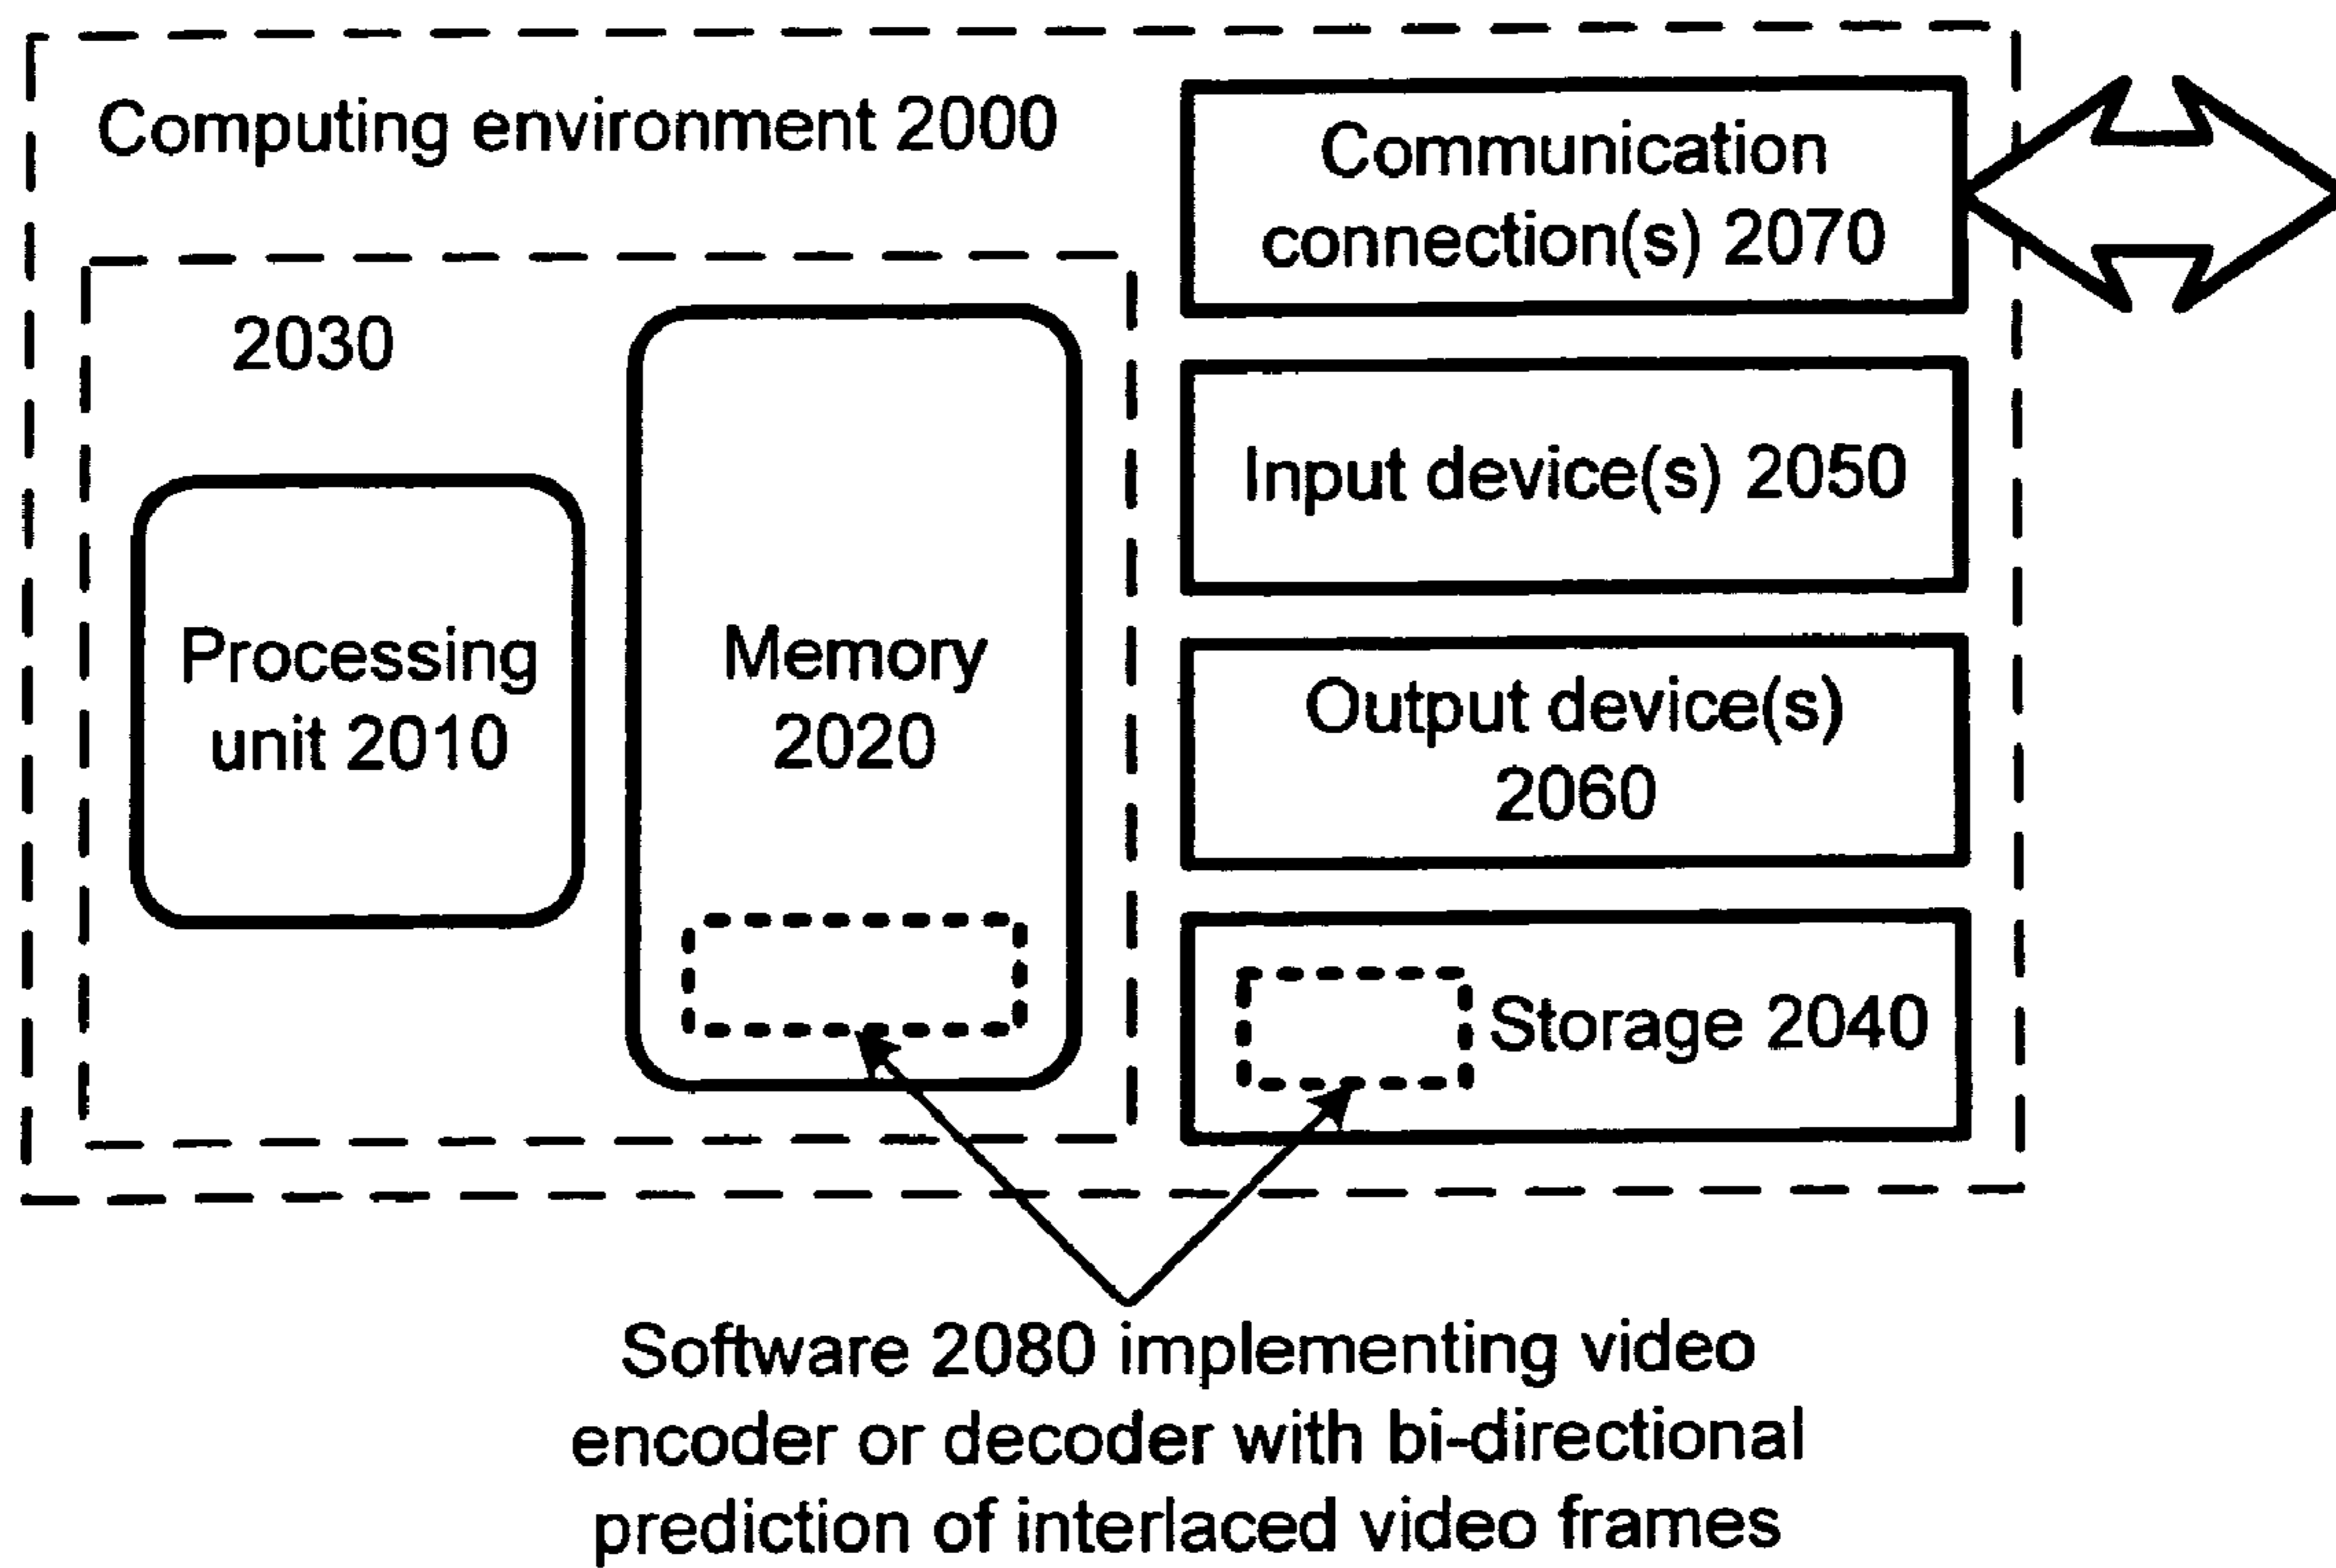 Computing environment 2000
Communication
connection(s) 2070
2030
Input device(s) 2050
Processing
unit 2010
Memory
2020
Output device(s)
2060
Storage 2040
Software 2080 implementing video
encoder or decoder with bi-directional
prediction of interlaced video frames